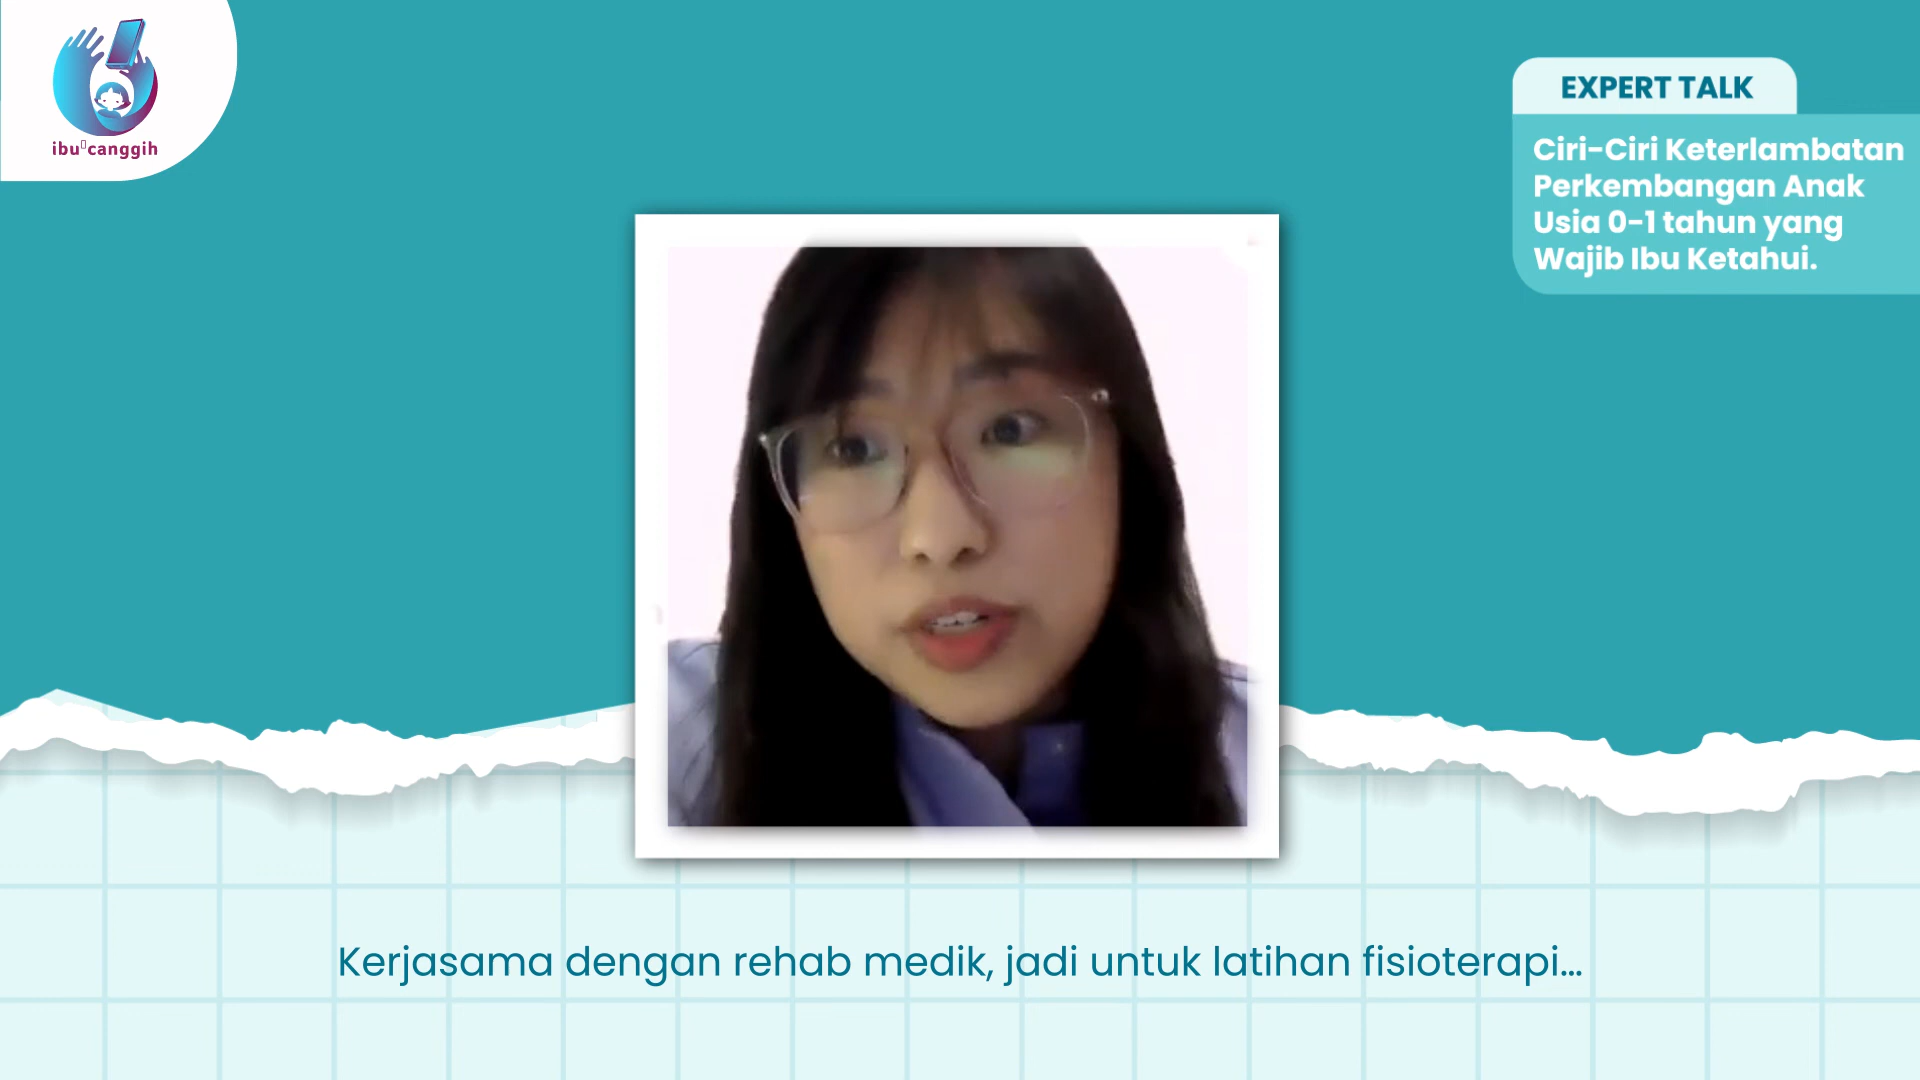 ibu canggih
EXPERT TALK
Ciri-Ciri Keterlambatan
Perkembangan Anak
Usia 0-1 tahun yang
Wajib Ibu Ketahui.
Kerjasama dengan rehab medik, jadi untuk latihan fisioterapi...